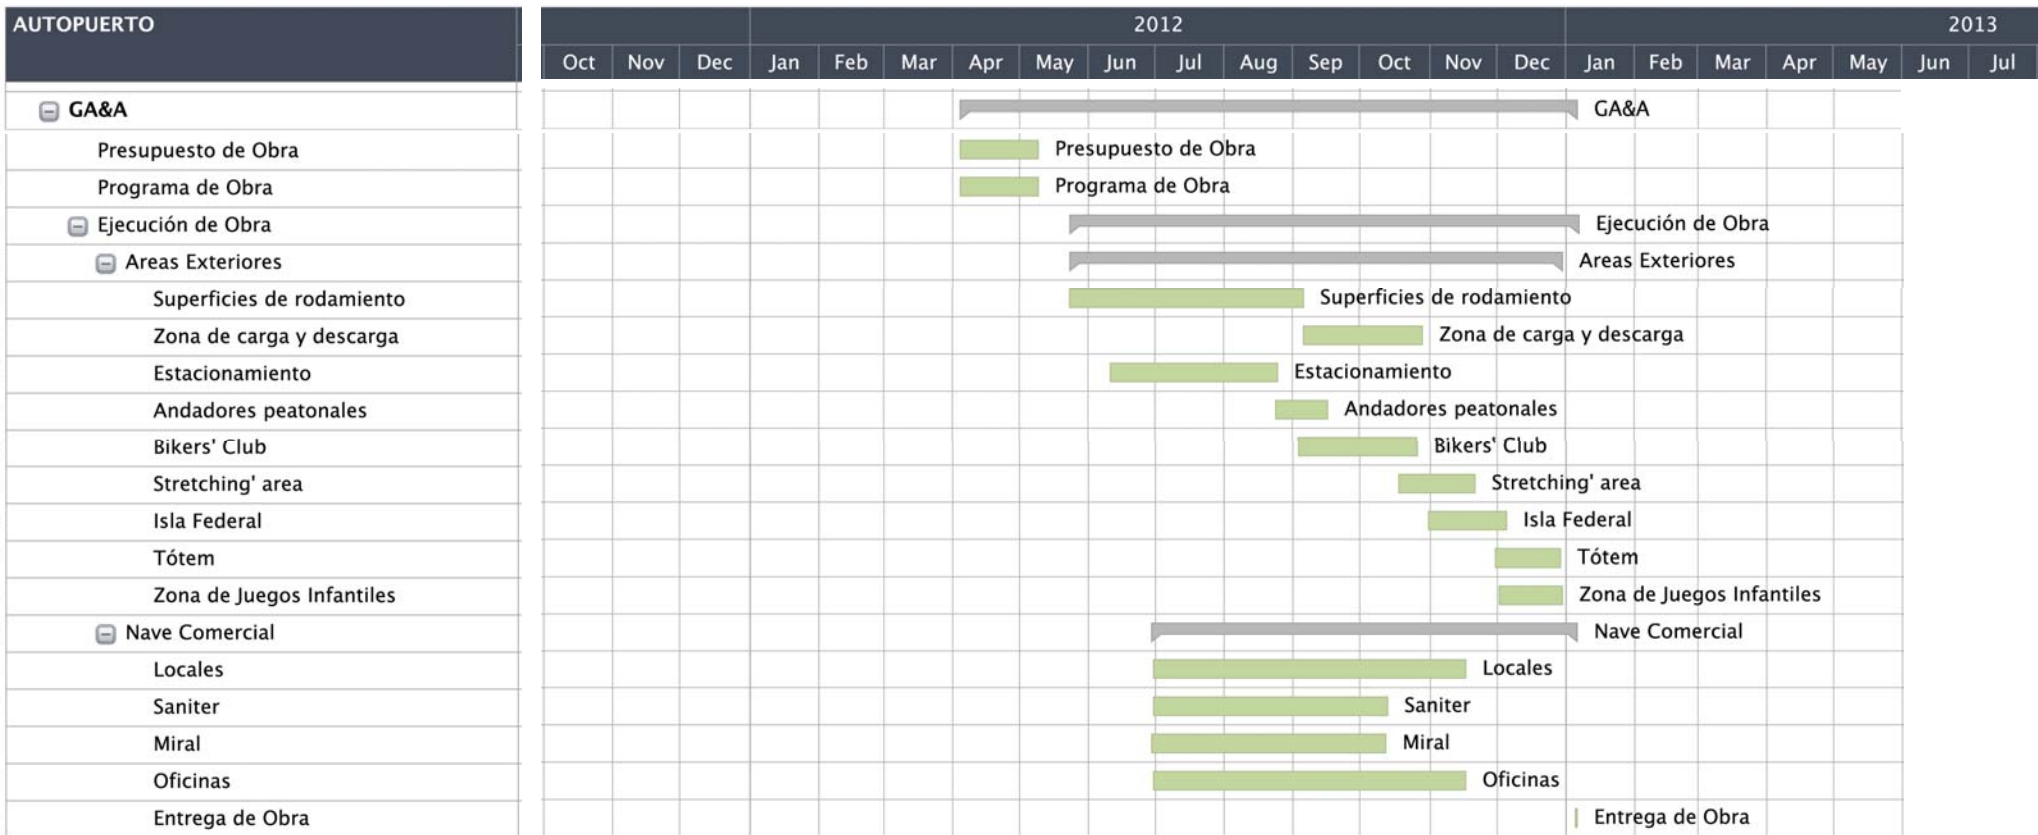 AUTOPUERTO
2012 2013
Oct Nov Dec Jan Feb Mar Apr May Jun Jul Aug Sep Oct Nov Dec Jan Feb Mar Apr May Jun Jul
GA&A GA&A
Presupuesto de Obra Presupuesto de Obra
Programa de Obra Programa de Obra
Ejecución de Obra Ejecución de Obra
Areas Exteriores Areas Exteriores
Superficies de rodamiento Superficies de rodamiento
Zona de carga y descarga Zona de carga y descarga
Estacionamiento Estacionamiento
Andadores peatonales Andadores peatonales
Bikers' Club Bikers' Club
Stretching' area Stretching' area
Isla Federal Isla Federal
Tótem Tótem
Zona de Juegos Infantiles Zona de Juegos Infantiles
Nave Comercial Nave Comercial
Locales Locales
Saniter Saniter
Miral Miral
Oficinas Oficinas
Entrega de Obra Entrega de Obra